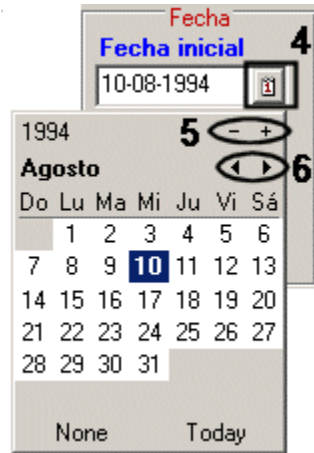 Fecha
Fecha inicial 4
10-08-1994 1
1994 5 - +
Agosto 6
Do Lu Ma Mi Ju Vi Sá
1 2 3 4 5 6
7 8 9 10 11 12 13
14 15 16 17 18 19 20
21 22 23 24 25 26 27
28 29 30 31
None Today